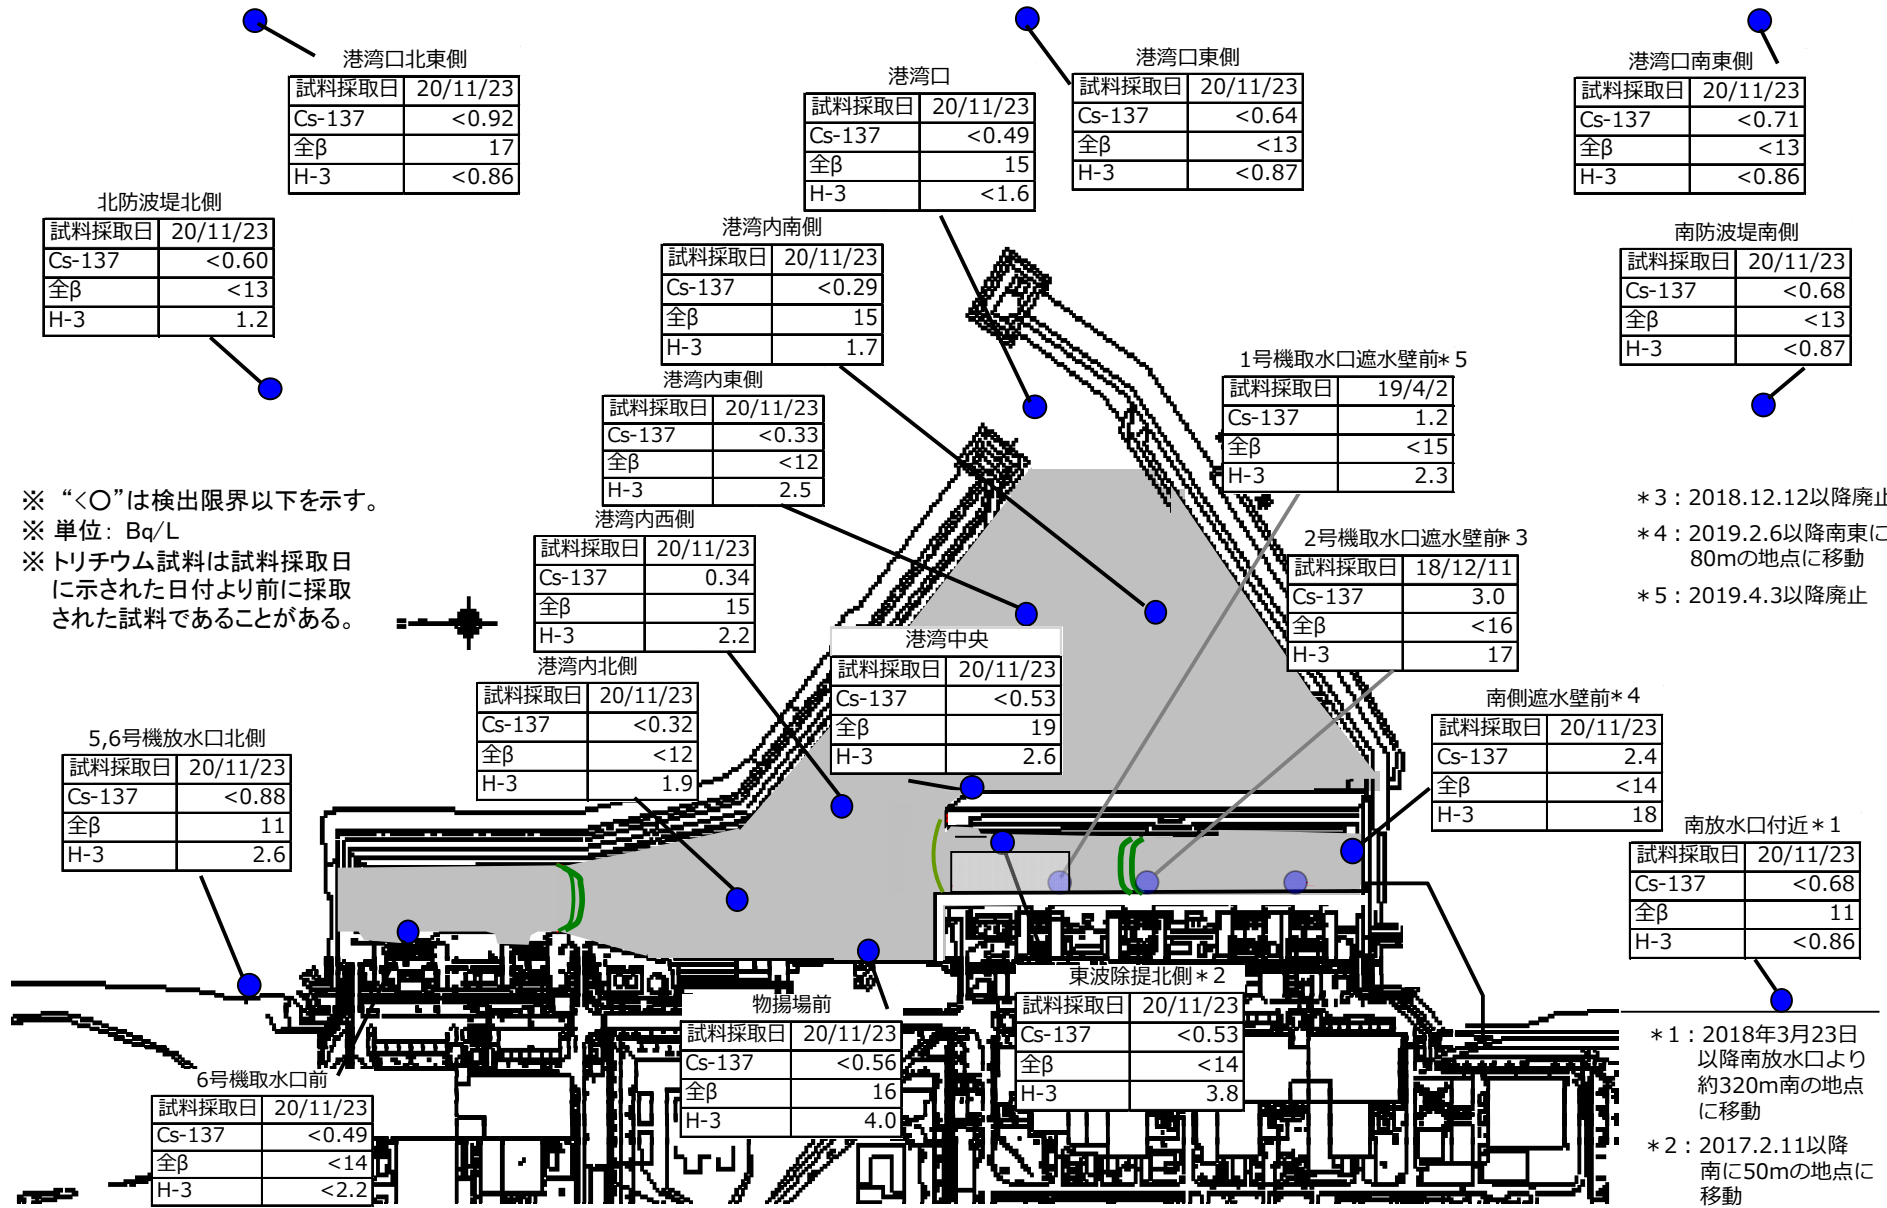 港湾口北東側
試料採取日 20/11/23
Cs-137 <0.92
全β 17
H-3 <0.86
港湾口
試料採取日 20/11/23
Cs-137 <0.49
全β 15
H-3 <1.6
港湾口東側
試料採取日 20/11/23
Cs-137 <0.64
全β <13
H-3 <0.87
港湾口南東側
試料採取日 20/11/23
Cs-137 <0.71
全β <13
H-3 <0.86
北防波堤北側
試料採取日 20/11/23
Cs-137 <0.60
全β <13
H-3 1.2
港湾内南側
試料採取日 20/11/23
Cs-137 <0.29
全β 15
H-3 1.7
南防波堤南側
試料採取日 20/11/23
Cs-137 <0.68
全β <13
H-3 <0.87
港湾内東側
試料採取日 20/11/23
Cs-137 <0.33
全β <12
H-3 2.5
1号機取水口遮水壁前*5
試料採取日 19/4/2
Cs-137 1.2
全β <15
H-3 2.3
※ “<○”は検出限界以下を示す。
※ 単位: Bq/L
※ トリチウム試料は試料採取日
に示された日付より前に採取
された試料であることがある。
港湾内西側
試料採取日 20/11/23
Cs-137 0.34
全β 15
H-3 2.2
2号機取水口遮水壁前*3
試料採取日 18/12/11
Cs-137 3.0
全β <16
H-3 17
*3:2018.12.12以降廃止
*4:2019.2.6以降南東に
80mの地点に移動
*5:2019.4.3以降廃止
港湾中央
試料採取日 20/11/23
Cs-137 <0.53
全β 19
H-3 2.6
港湾内北側
試料採取日 20/11/23
Cs-137 <0.32
全β <12
H-3 1.9
南側遮水壁前*4
試料採取日 20/11/23
Cs-137 2.4
全β <14
H-3 18
5,6号機放水口北側
試料採取日 20/11/23
Cs-137 <0.88
全β 11
H-3 2.6
南放水口付近*1
試料採取日 20/11/23
Cs-137 <0.68
全β 11
H-3 <0.86
東波除提北側*2
試料採取日 20/11/23
Cs-137 <0.53
全β <14
H-3 3.8
物揚場前
試料採取日 20/11/23
Cs-137 <0.56
全β 16
H-3 4.0
6号機取水口前
試料採取日 20/11/23
Cs-137 <0.49
全β <14
H-3 <2.2
*1:2018年3月23日
以降南放水口より
約320m南の地点
に移動
*2:2017.2.11以降
南に50mの地点に
移動